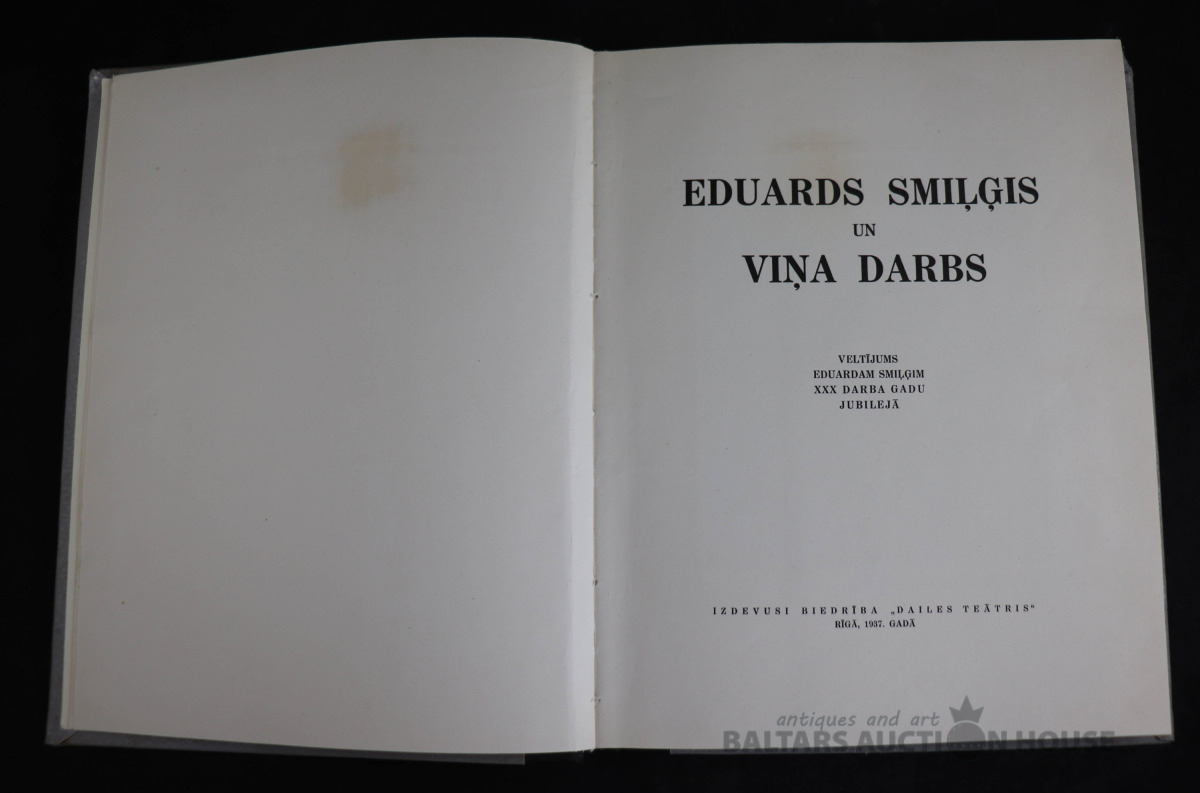 EDUARDS SMIĻĢIS
UN
VIŅA DARBS
VELTĪJUMS
EDUARDAM SMIĻĢIM
XXX DARBA GADU
JUBILEJĀ
IZDEVUSI BIEDRĪBA „DAILES TEĀTRIS“
RĪGĀ, 1937. GADĀ
antiques and art
BALTARS AUCTION HOUSE